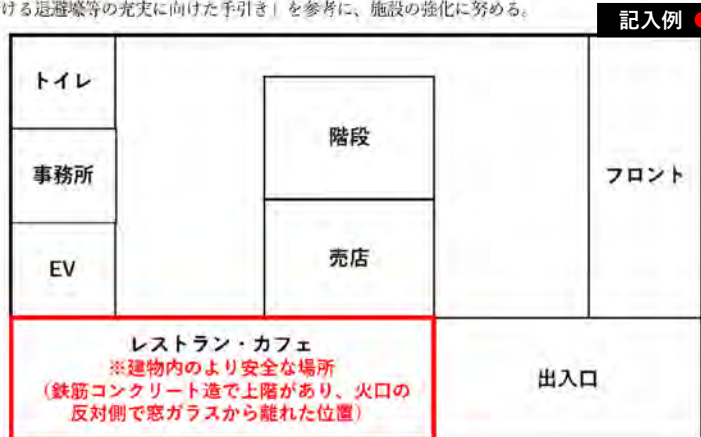 ける退避壕等の充実に向けた手引き」を参考に、施設の強化に努める。
記入例
トイレ
階段
事務所
フロント
売店
EV
レストラン・カフェ
※建物内のより安全な場所
(鉄筋コンクリート造で上階があり、火口の
反対側で窓ガラスから離れた位置)
出入口